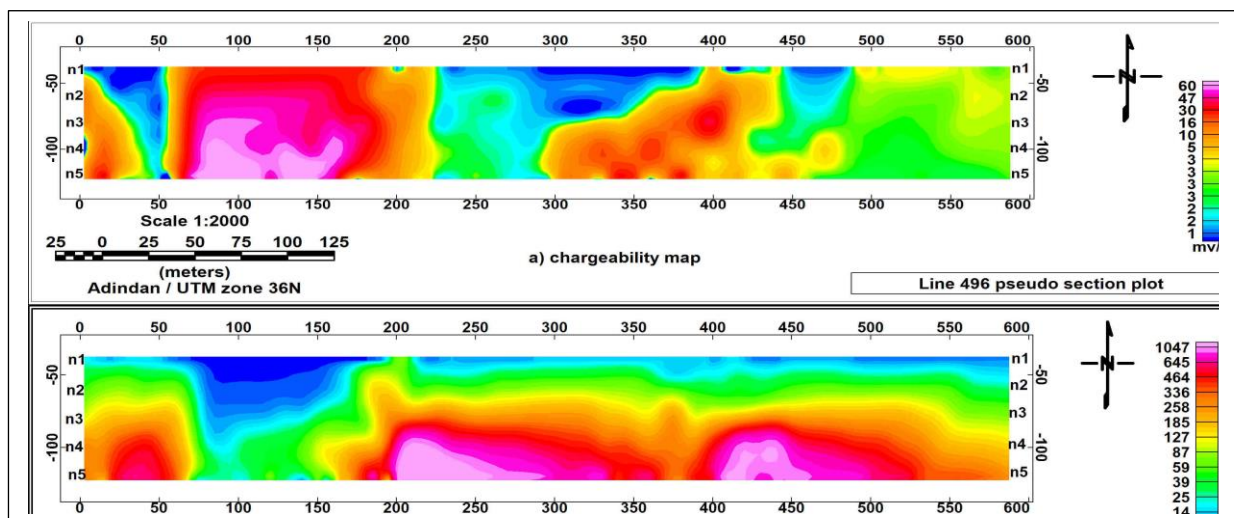 0 50 100 150 200 250 300 350 400 450 500 550 600
n1 n1
-50 -50
n2 n2
n3 n3
-100 n4 n4 -100
n5 n5
0 50 100 150 200 250 300 350 400 450 500 550 600
60
47
30
16
10
5
3
3
3
2
2
1
mv/
Scale 1:2000
25 0 25 50 75 100 125
(meters)
Adindan / UTM zone 36N
a) chargeability map
Line 496 pseudo section plot
0 50 100 150 200 250 300 350 400 450 500 550 600
n1 n1
-50 -50
n2 n2
n3 n3
-100 n4 n4 -100
n5 n5
0 50 100 150 200 250 300 350 400 450 500 550 600
1047
645
464
336
258
185
127
87
59
39
25
14